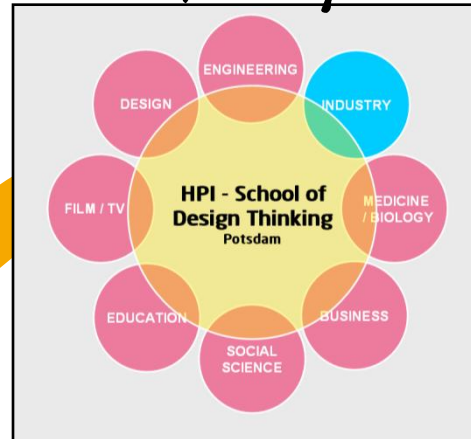 ENGINEERING
DESIGN
INDUSTRY
FILM / TV
HPI - School of
Design Thinking
Potsdam
MEDICINE
/ BIOLOGY
EDUCATION
BUSINESS
SOCIAL
SCIENCE